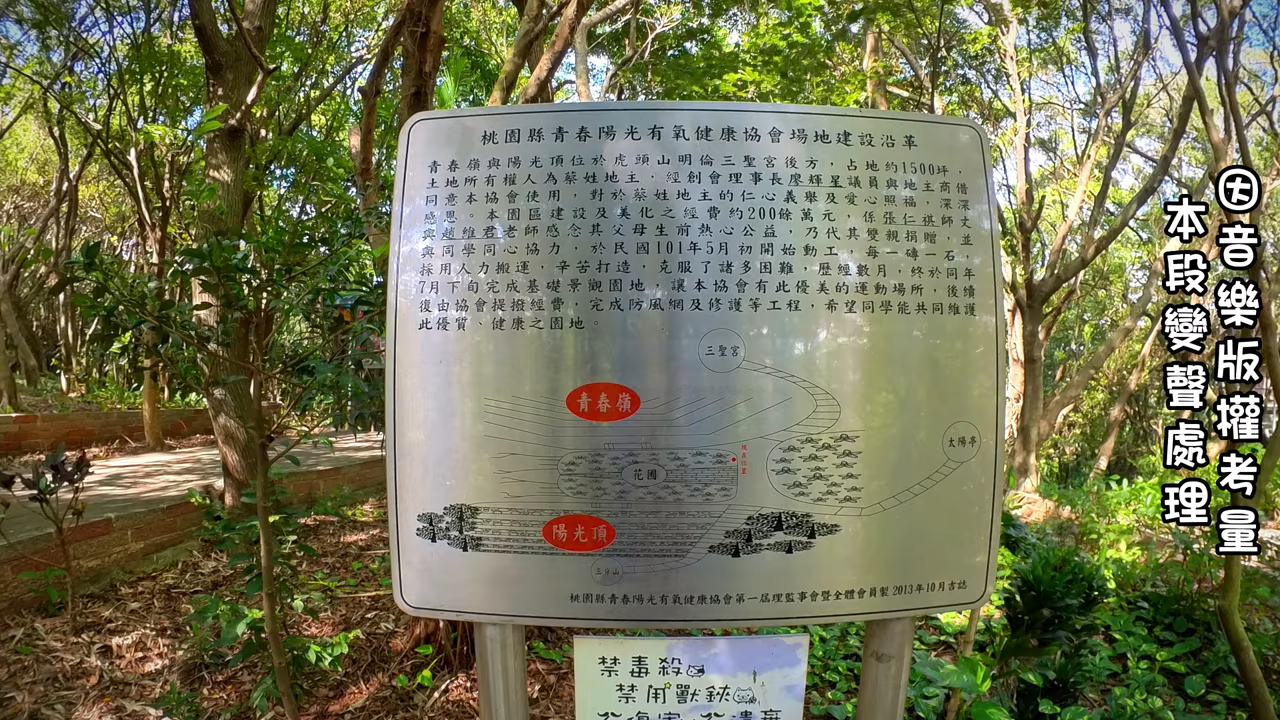 桃園縣青春陽光有氧健康協會場地建設沿革
青春嶺與陽光頂位於虎頭山明倫三聖宮後方，占地約1500坪，
土地所有權人為蔡姓地主，經創會理事長廖輝星議員與地主商借
同意本協會使用，對於蔡姓地主的仁心義舉及愛心照福，深深
感恩。本園區建設及美化之經費約200餘萬元，係張仁祺師丈
與趙維君老師感念其父母生前熱心公益，乃代其雙親捐贈，並
與同學同心協力，於民國101年5月初開始動工，每一磚一石，
採用人力搬運，辛苦打造，克服了諸多困難，歷經數月，終於同年
7月下旬完成基礎景觀園地，讓本協會有此優美的運動場所，後續
復由協會提撥經費，完成防風網及修護等工程，希望同學能共同維護
此優質、健康之園地。
三聖宮
青春嶺
太陽亭
現在位置
花圃
陽光頂
三角山
桃園縣青春陽光有氧健康協會第一屆理監事會暨全體會員製 2013年10月吉誌
禁毒殺
禁用獸鋏
因音樂版權考量
本段變聲處理